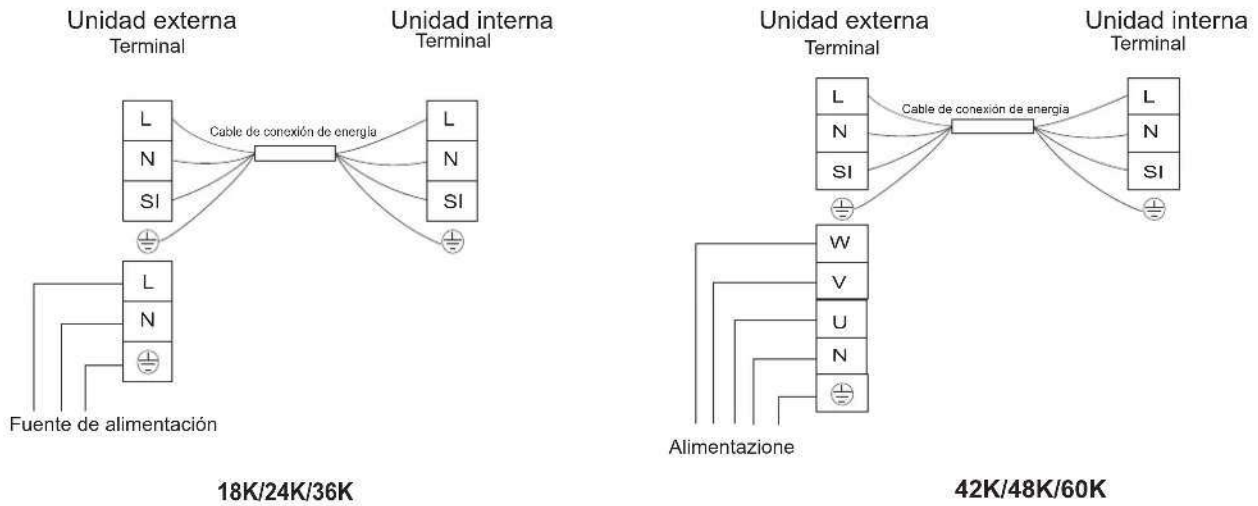 Unidad externa
Terminal
Unidad interna
Terminal
L
N
SI
Cable de conexión de energía
L
N
SI
L
N
Fuente de alimentación
18K/24K/36K
Unidad externa
Terminal
Unidad interna
Terminal
L
N
SI
Cable de conexión de energía
L
N
SI
W
V
U
N
Alimentazione
42K/48K/60K